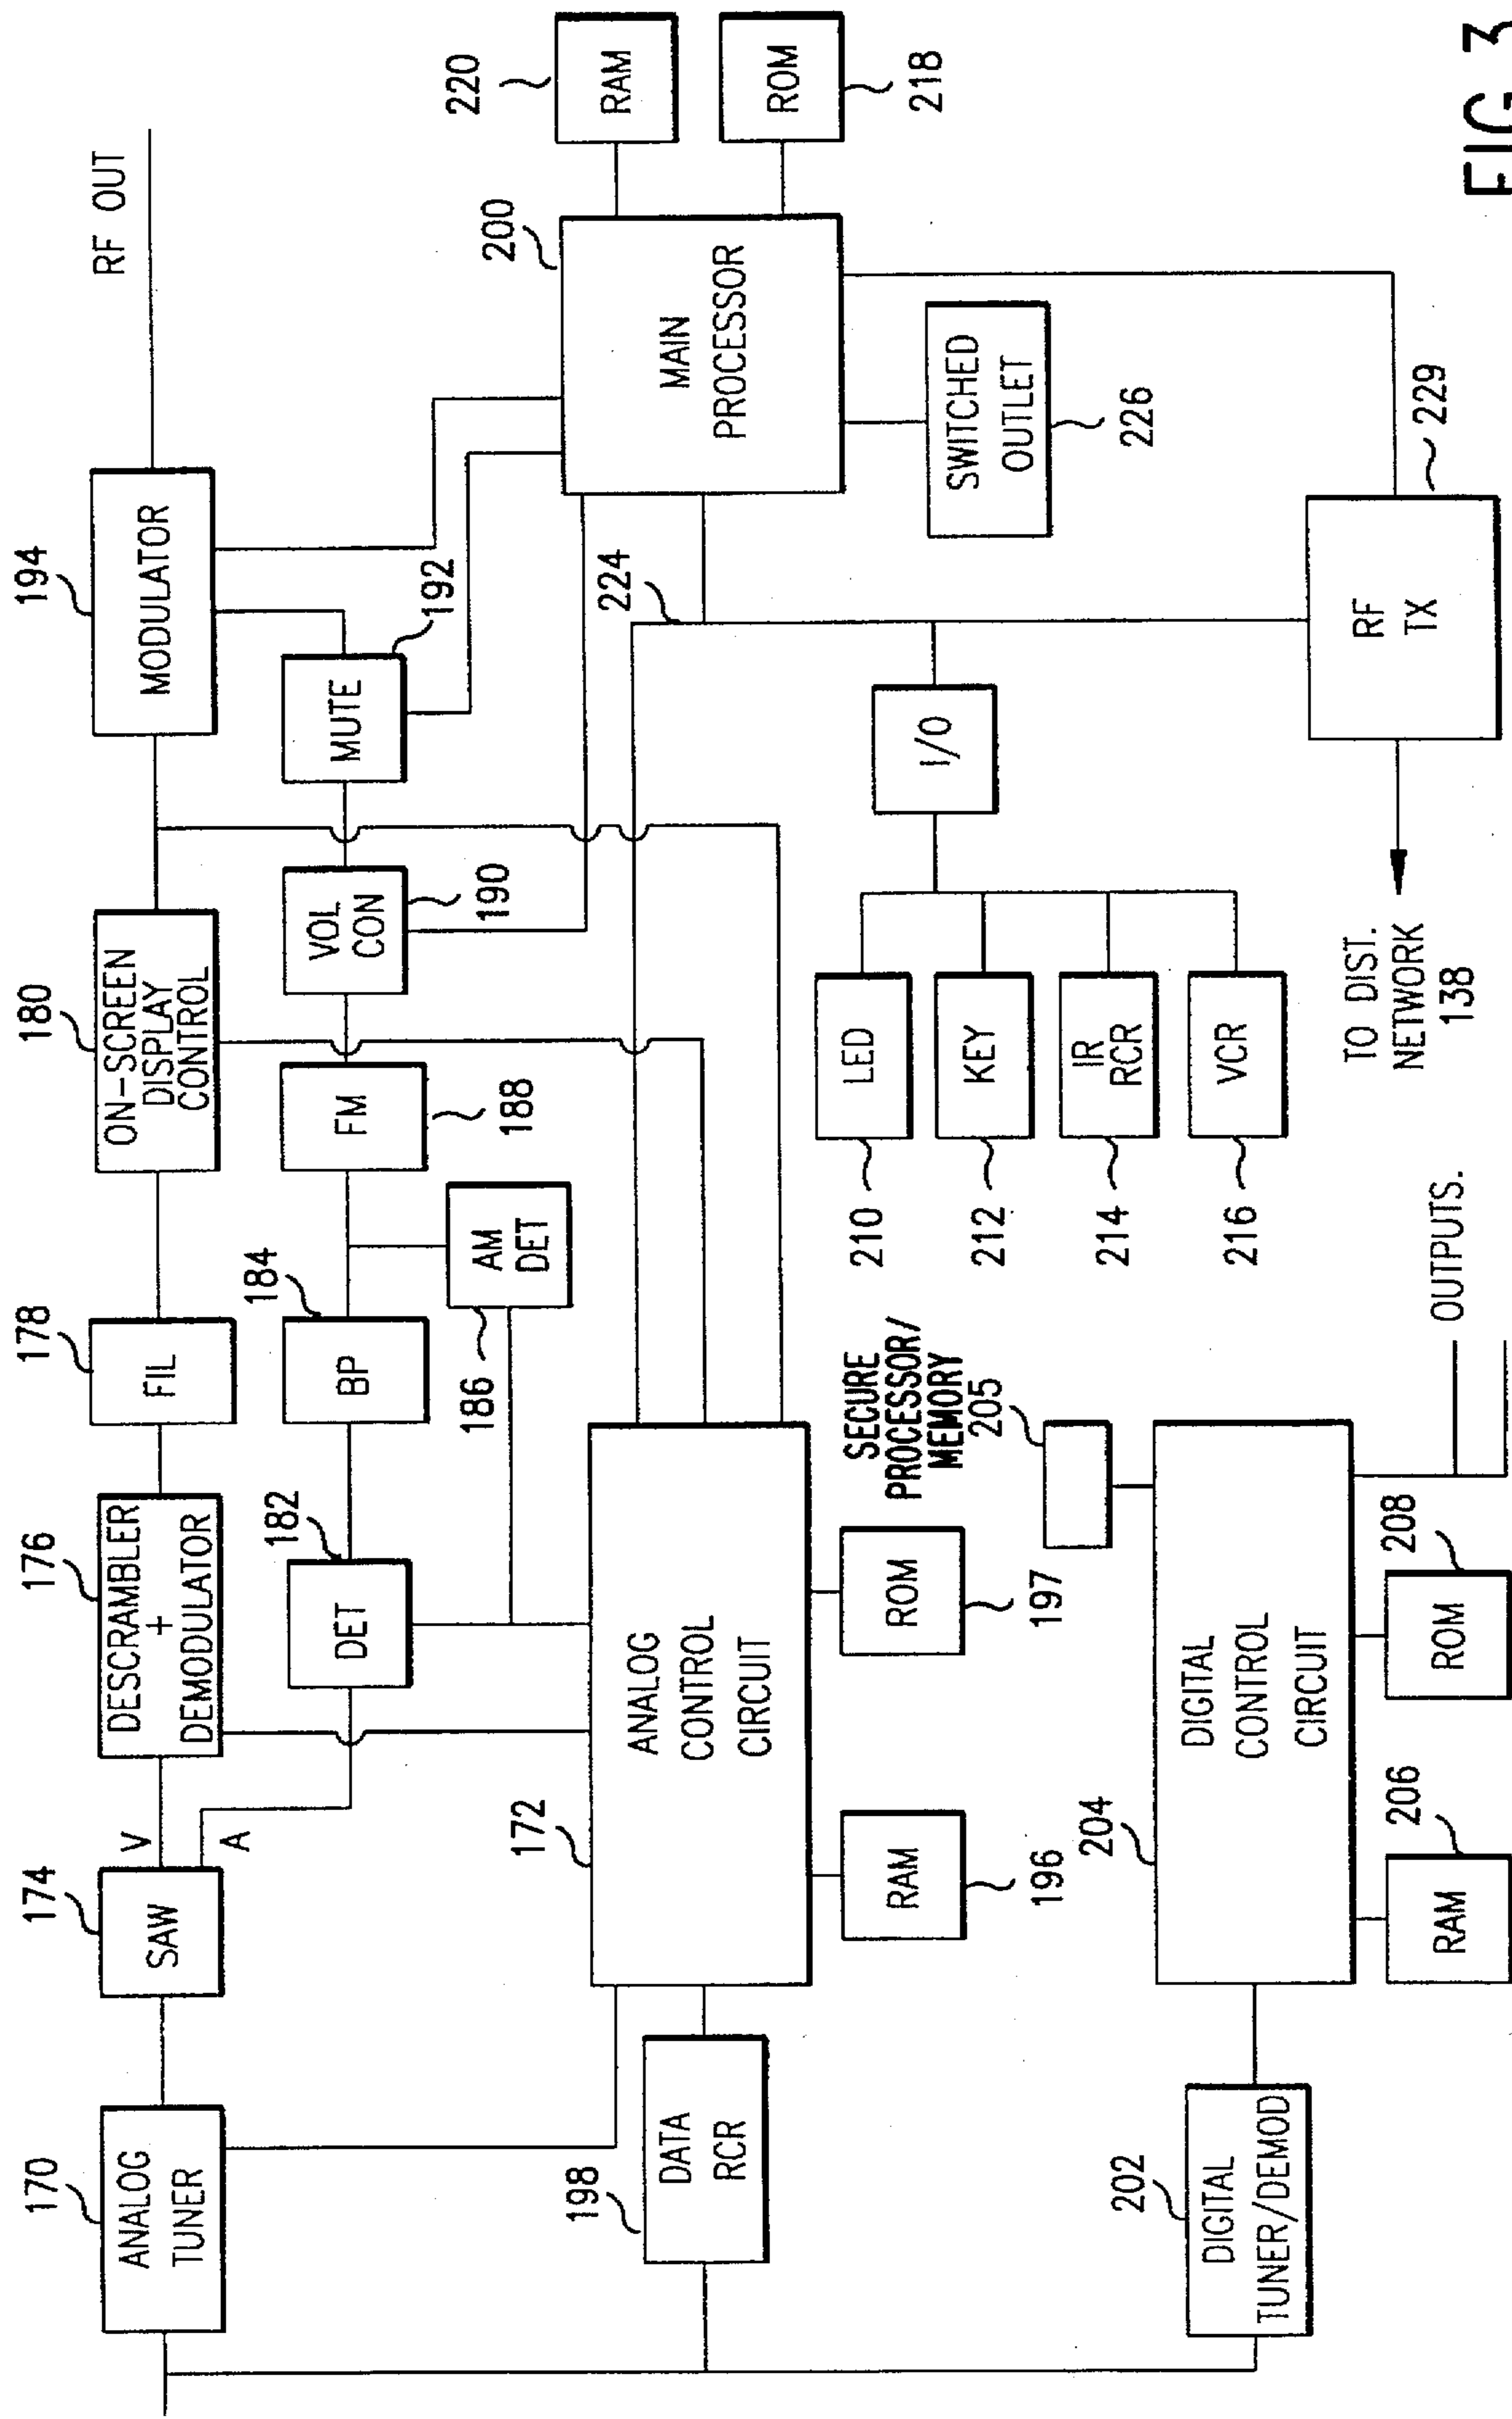 170
ANALOG
TUNER
174
SAW
V
A
176
DESCRAMBLER
+
DEMODULATOR
178
FIL
180
ON-SCREEN
DISPLAY
CONTROL
194
MODULATOR
RF OUT
182
DET
184
BP
186
AM
DET
FM
188
VOL
CON
190
MUTE
192
172
ANALOG
CONTROL
CIRCUIT
198
DATA
RCR
RAM
196
ROM
197
200
MAIN
PROCESSOR
220
RAM
ROM
218
SWITCHED
OUTLET
226
224
I/O
LED
210
KEY
212
IR
RCR
214
VCR
216
RF
TX
229
TO DIST.
NETWORK
138
SECURE
PROCESSOR/
MEMORY
205
202
DIGITAL
TUNER/DEMOD
204
DIGITAL
CONTROL
CIRCUIT
206
RAM
208
ROM
OUTPUTS.
FIG 3